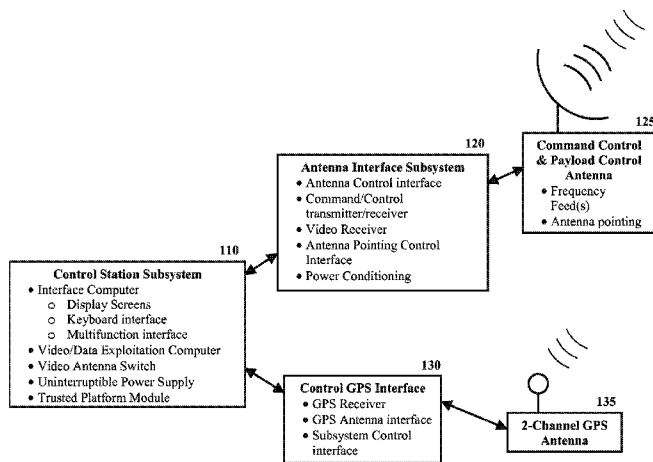 125
Command Control
& Payload Control
Antenna
• Frequency
Feed(s)
• Antenna pointing
120
Antenna Interface Subsystem
• Antenna Control interface
• Command/Control
transmitter/receiver
• Video Receiver
• Antenna Pointing Control
Interface
• Power Conditioning
110
Control Station Subsystem
• Interface Computer
o Display Screens
o Keyboard interface
o Multifunction interface
• Video/Data Exploitation Computer
• Video Antenna Switch
• Uninterruptible Power Supply
• Trusted Platform Module
130
Control GPS Interface
• GPS Receiver
• GPS Antenna interface
• Subsystem Control
interface
135
2-Channel GPS
Antenna